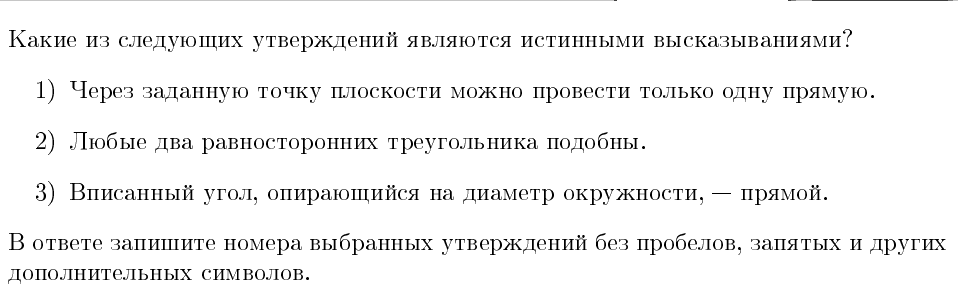 Какие из следующих утверждений являются истинными высказываниями?
1) Через заданную точку плоскости можно провести только одну прямую.
2) Любые два равносторонних треугольника подобны.
3) Вписанный угол, опирающийся на диаметр окружности, — прямой.
В ответе запишите номера выбранных утверждений без пробелов, запятых и других
дополнительных символов.